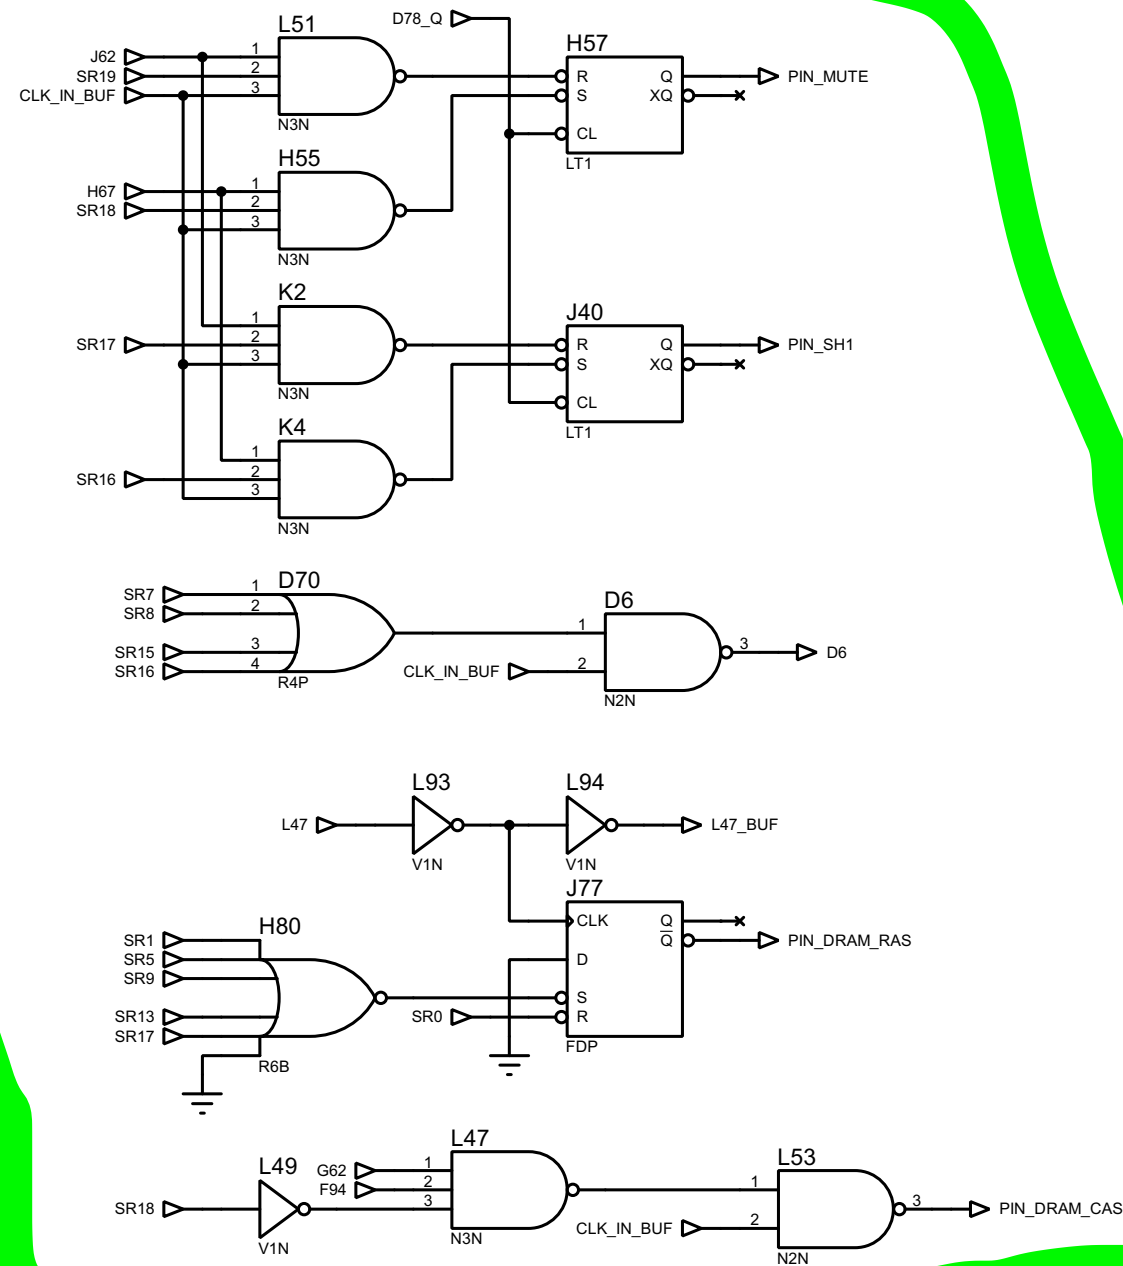 D78_Q
L51
J62 1
SR19 2
CLK_IN_BUF 3
N3N
H57
R Q PIN_MUTE
S XQ
CL
LT1
H55
H67 1
SR18 2
3
N3N
K2
1
SR17 2
3
N3N
J40
R Q PIN_SH1
S XQ
CL
LT1
K4
1
SR16 2
3
N3N
D70
SR7 1
SR8 2
SR15 3
SR16 4
R4P
D6
1
CLK_IN_BUF 2
3 D6
N2N
L93 L94
L47 L47_BUF
V1N V1N
J77
CLK Q
Q PIN_DRAM_RAS
D
S
SR0 R
FDP
H80
SR1
SR5
SR9
SR13
SR17
R6B
L47
G62 1
F94 2
3
N3N
L49
SR18
V1N
L53
1
CLK_IN_BUF 2
3 PIN_DRAM_CAS
N2N